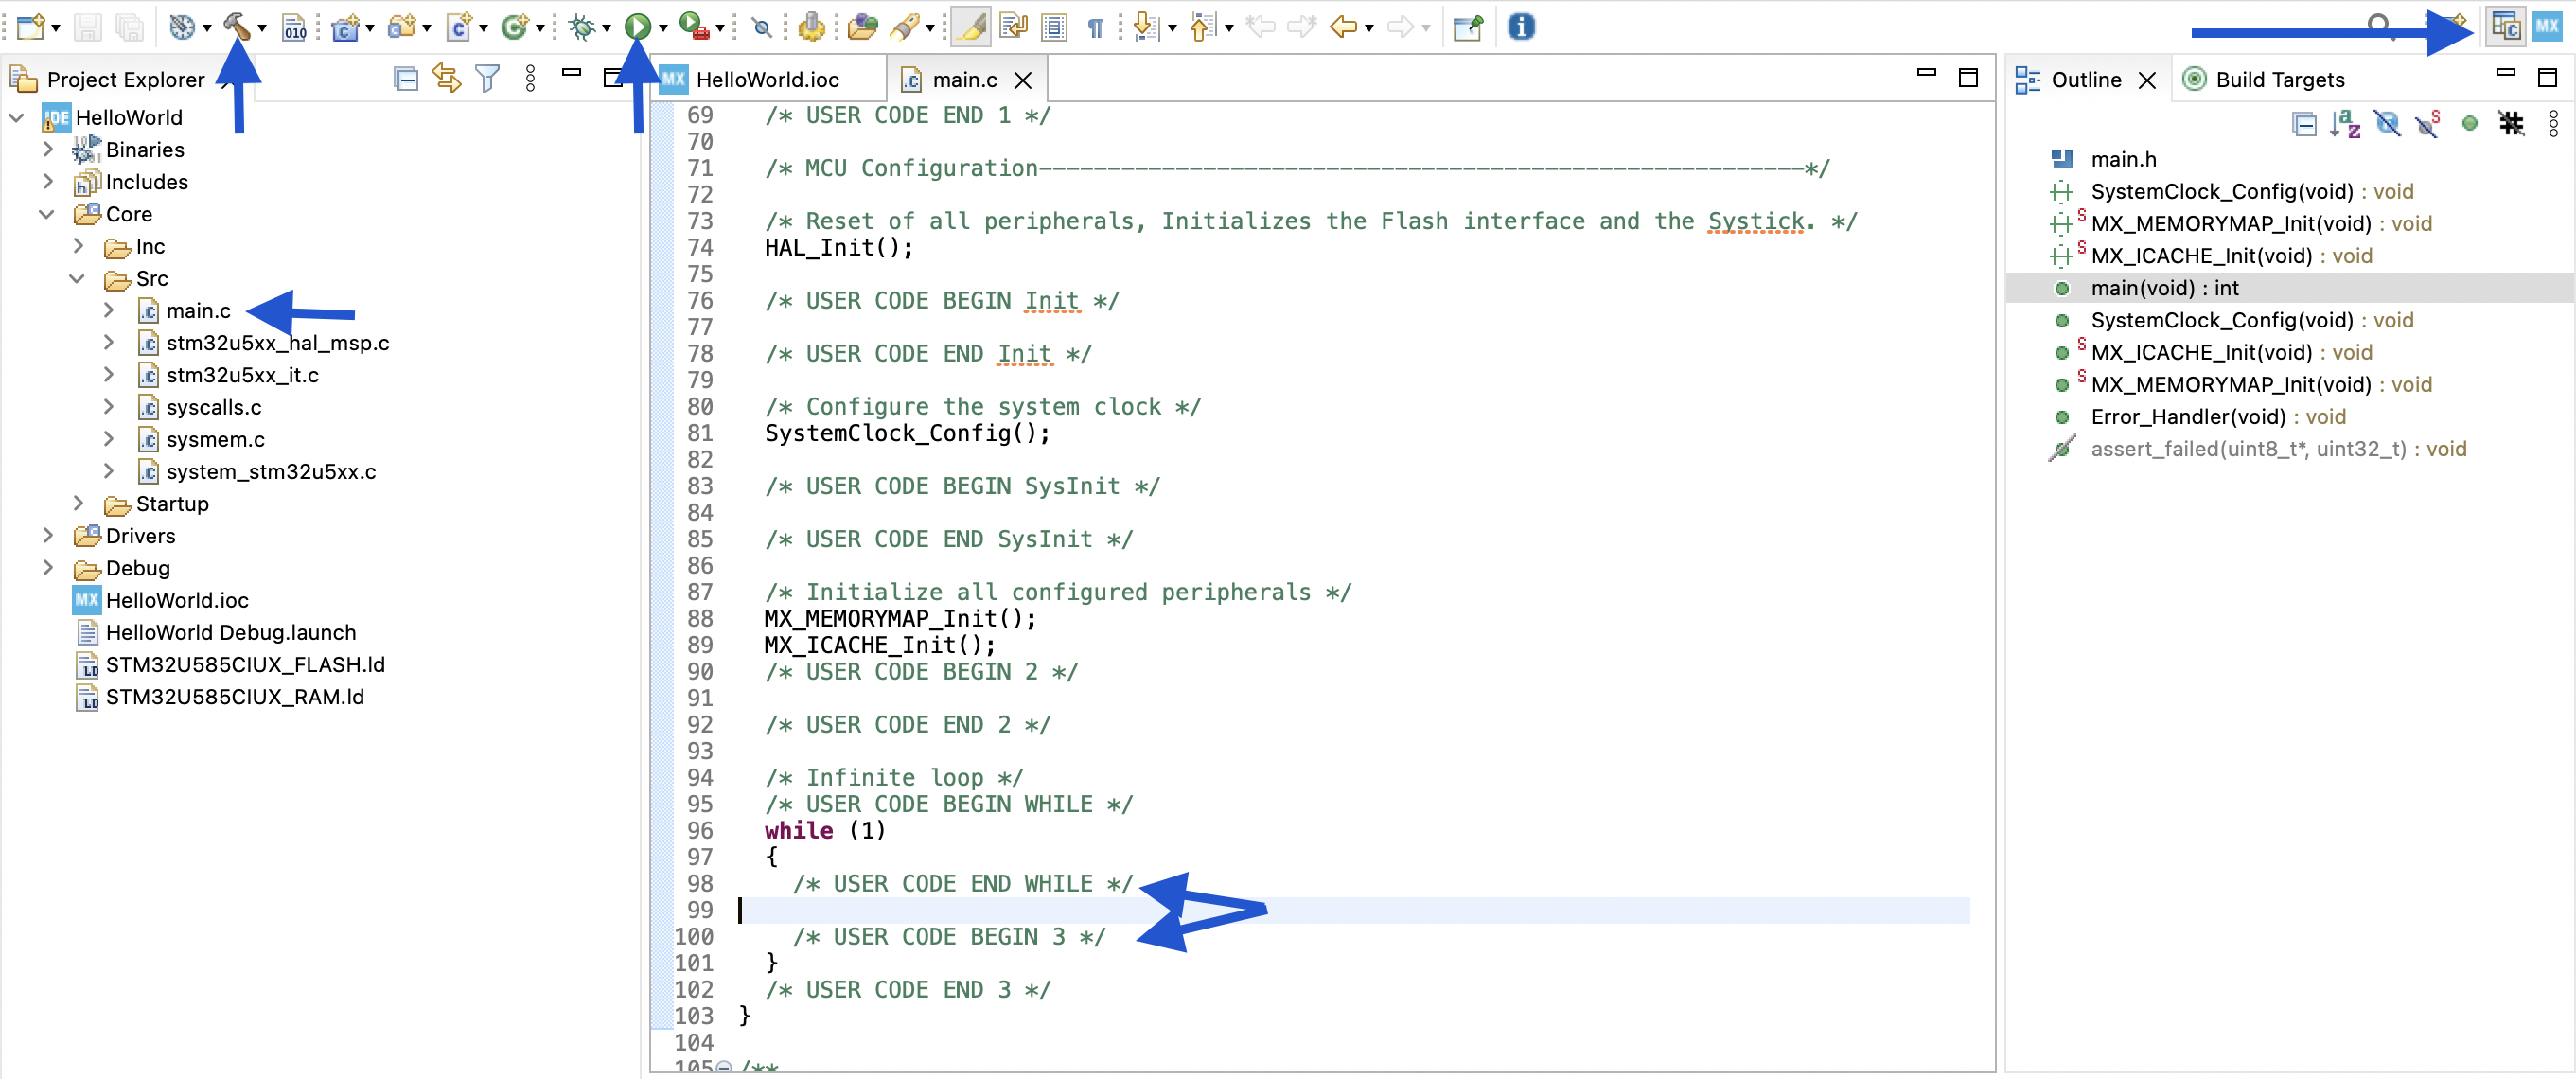 010
MX
Project Explorer
IDE HelloWorld
Binaries
Includes
Core
Inc
Src
main.c
stm32u5xx_hal_msp.c
stm32u5xx_it.c
syscalls.c
sysmem.c
system_stm32u5xx.c
Startup
Drivers
Debug
MX HelloWorld.ioc
HelloWorld Debug.launch
STM32U585CIUX_FLASH.ld
STM32U585CIUX_RAM.ld
MX HelloWorld.ioc
main.c
69 /* USER CODE END 1 */
70
71 /* MCU Configuration--------------------------------------------------------*/
72
73 /* Reset of all peripherals, Initializes the Flash interface and the Systick. */
74 HAL_Init();
75
76 /* USER CODE BEGIN Init */
77
78 /* USER CODE END Init */
79
80 /* Configure the system clock */
81 SystemClock_Config();
82
83 /* USER CODE BEGIN SysInit */
84
85 /* USER CODE END SysInit */
86
87 /* Initialize all configured peripherals */
88 MX_MEMORYMAP_Init();
89 MX_ICACHE_Init();
90 /* USER CODE BEGIN 2 */
91
92 /* USER CODE END 2 */
93
94 /* Infinite loop */
95 /* USER CODE BEGIN WHILE */
96 while (1)
97 {
98 /* USER CODE END WHILE */
99
100 /* USER CODE BEGIN 3 */
101 }
102 /* USER CODE END 3 */
103 }
104
105 /**
Outline
Build Targets
main.h
SystemClock_Config(void) : void
MX_MEMORYMAP_Init(void) : void
MX_ICACHE_Init(void) : void
main(void) : int
SystemClock_Config(void) : void
MX_ICACHE_Init(void) : void
MX_MEMORYMAP_Init(void) : void
Error_Handler(void) : void
assert_failed(uint8_t*, uint32_t) : void